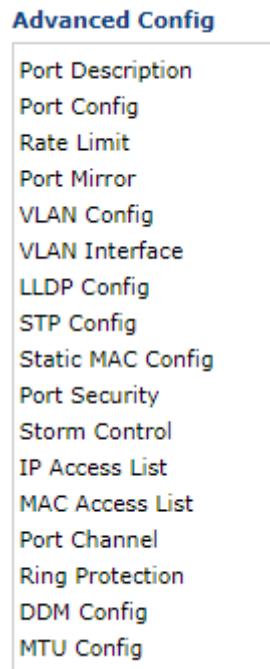 Advanced Config
Port Description
Port Config
Rate Limit
Port Mirror
VLAN Config
VLAN Interface
LLDP Config
STP Config
Static MAC Config
Port Security
Storm Control
IP Access List
MAC Access List
Port Channel
Ring Protection
DDM Config
MTU Config